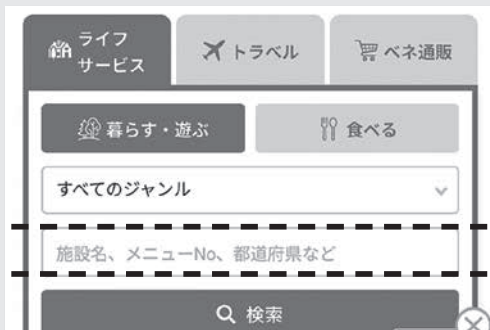 ライフ
サービス
トラベル
ベネ通販
暮らす・遊ぶ
食べる
すべてのジャンル
施設名、メニューNo、都道府県など
検索